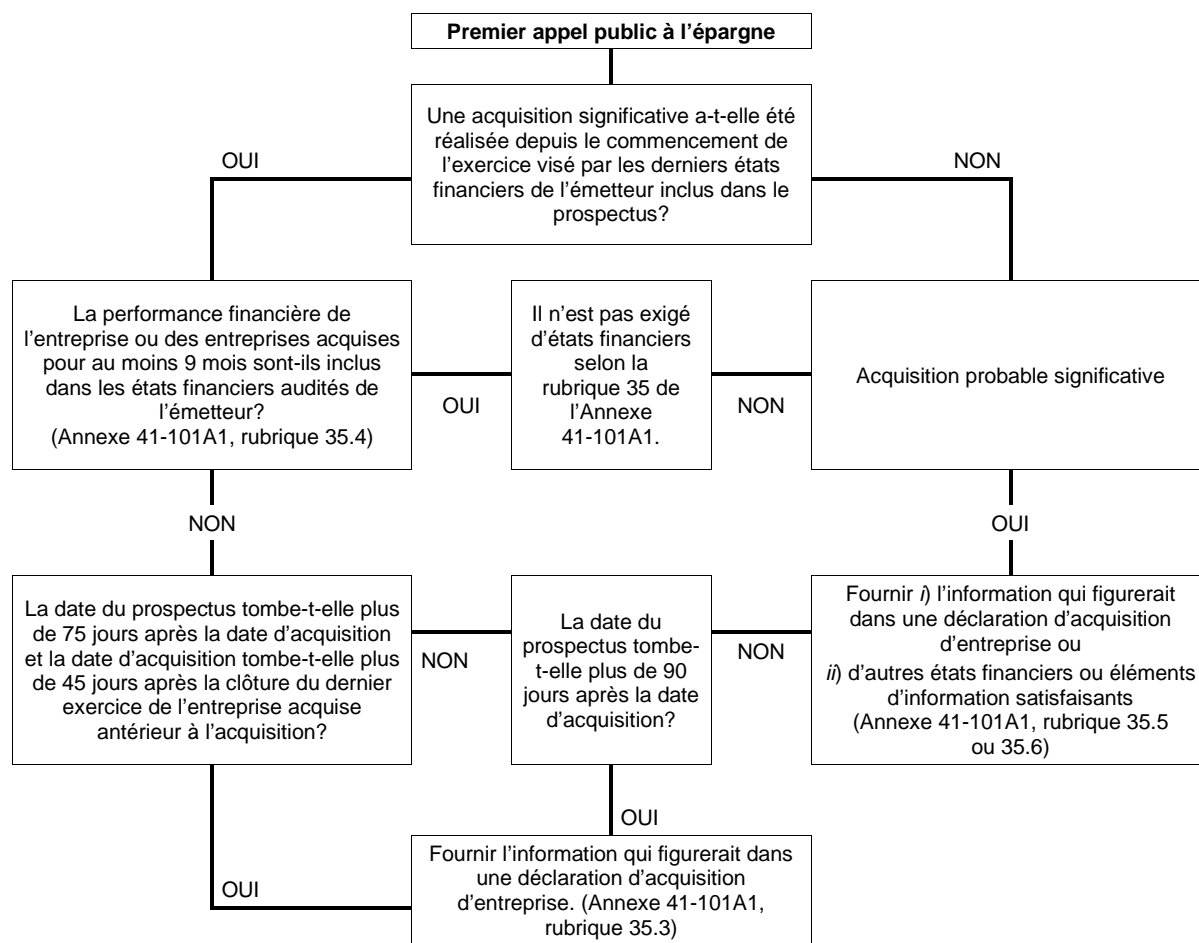 Premier appel public à l’épargne
Une acquisition significative a-t-elle été
réalisée depuis le commencement de
l’exercice visé par les derniers états
financiers de l’émetteur inclus dans le
prospectus?
OUI
NON
La performance financière de
l’entreprise ou des entreprises acquises
pour au moins 9 mois sont-ils inclus
dans les états financiers audités de
l’émetteur?
(Annexe 41-101A1, rubrique 35.4)
OUI
Il n’est pas exigé
d’états financiers
selon la
rubrique 35 de
l’Annexe
41-101A1.
NON
Acquisition probable significative
NON
OUI
La date du prospectus tombe-t-elle plus
de 75 jours après la date d’acquisition
et la date d’acquisition tombe-t-elle plus
de 45 jours après la clôture du dernier
exercice de l’entreprise acquise
antérieur à l’acquisition?
NON
La date du
prospectus tombe-
t-elle plus de 90
jours après la date
d’acquisition?
NON
Fournir i) l’information qui figurerait
dans une déclaration d’acquisition
d’entreprise ou
ii) d’autres états financiers ou éléments
d’information satisfaisants
(Annexe 41-101A1, rubrique 35.5
ou 35.6)
OUI
OUI
Fournir l’information qui figurerait dans
une déclaration d’acquisition
d’entreprise. (Annexe 41-101A1,
rubrique 35.3)